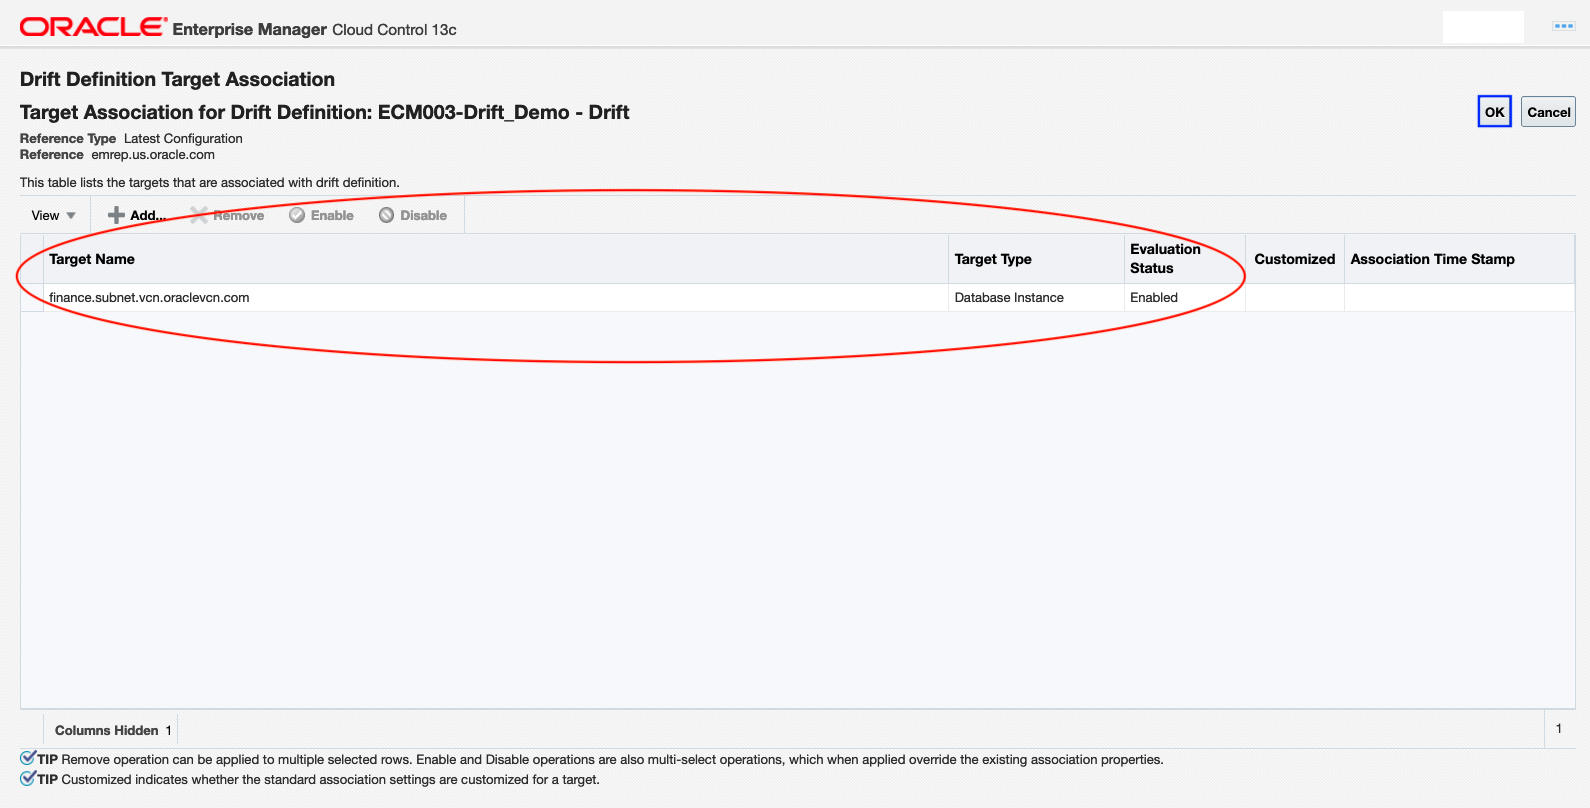 ORACLE Enterprise Manager Cloud Control 13c
Drift Definition Target Association
Target Association for Drift Definition: ECM003-Drift_Demo - Drift
OK Cancel
Reference Type Latest Configuration
Reference emrep.us.oracle.com
This table lists the targets that are associated with drift definition.
View Add... Remove Enable Disable
Target Name Target Type Evaluation Status Customized Association Time Stamp
finance.subnet.vcn.oraclevcn.com Database Instance Enabled
Columns Hidden 1 1
TIP Remove operation can be applied to multiple selected rows. Enable and Disable operations are also multi-select operations, which when applied override the existing association properties.
TIP Customized indicates whether the standard association settings are customized for a target.